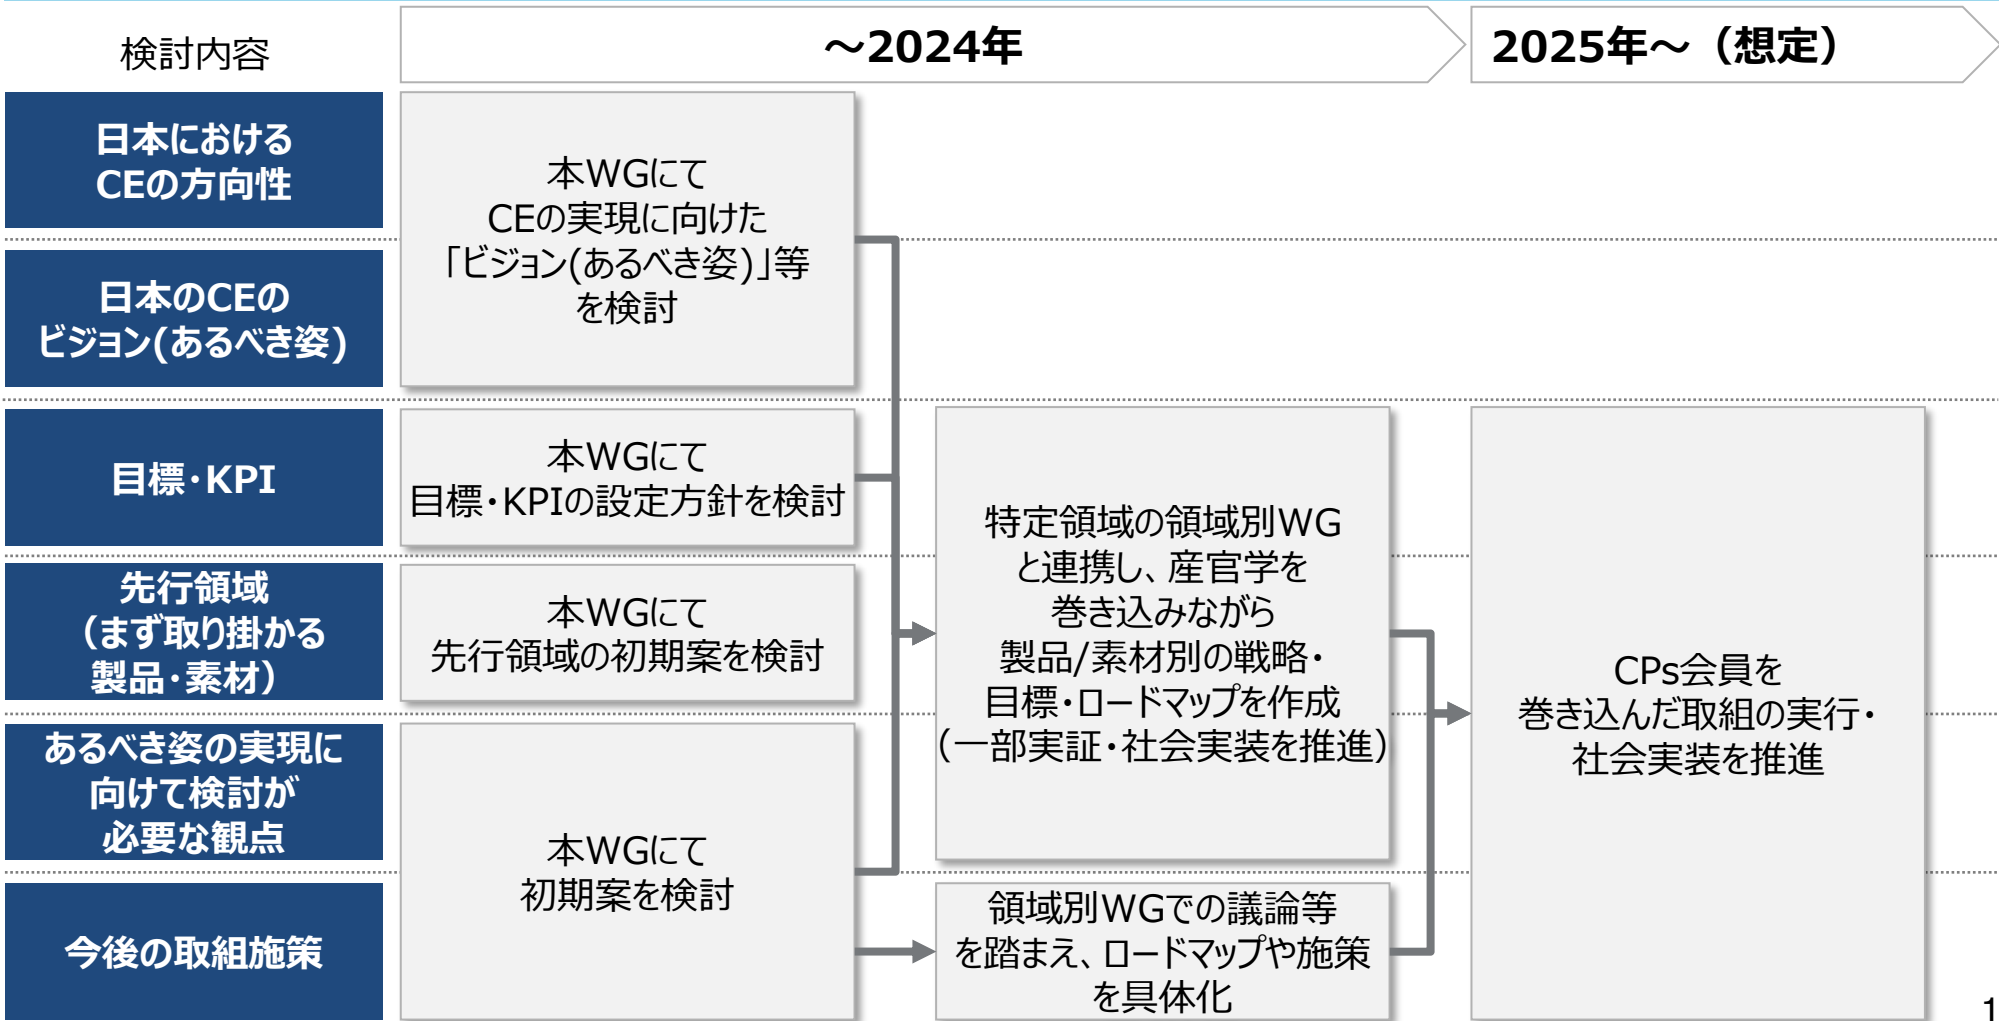 検討内容
～2024年
2025年～（想定）
日本における
CEの方向性
日本のCEの
ビジョン(あるべき姿)
本WGにて
CEの実現に向けた
「ビジョン(あるべき姿)」等
を検討
目標・KPI
本WGにて
目標・KPIの設定方針を検討
先行領域
（まず取り掛かる
製品・素材）
本WGにて
先行領域の初期案を検討
あるべき姿の実現に
向けて検討が
必要な観点
今後の取組施策
本WGにて
初期案を検討
特定領域の領域別WG
と連携し、産官学を
巻き込みながら
製品/素材別の戦略・
目標・ロードマップを作成
（一部実証・社会実装を推進）
領域別WGでの議論等
を踏まえ、ロードマップや施策
を具体化
CPs会員を
巻き込んだ取組の実行・
社会実装を推進
1